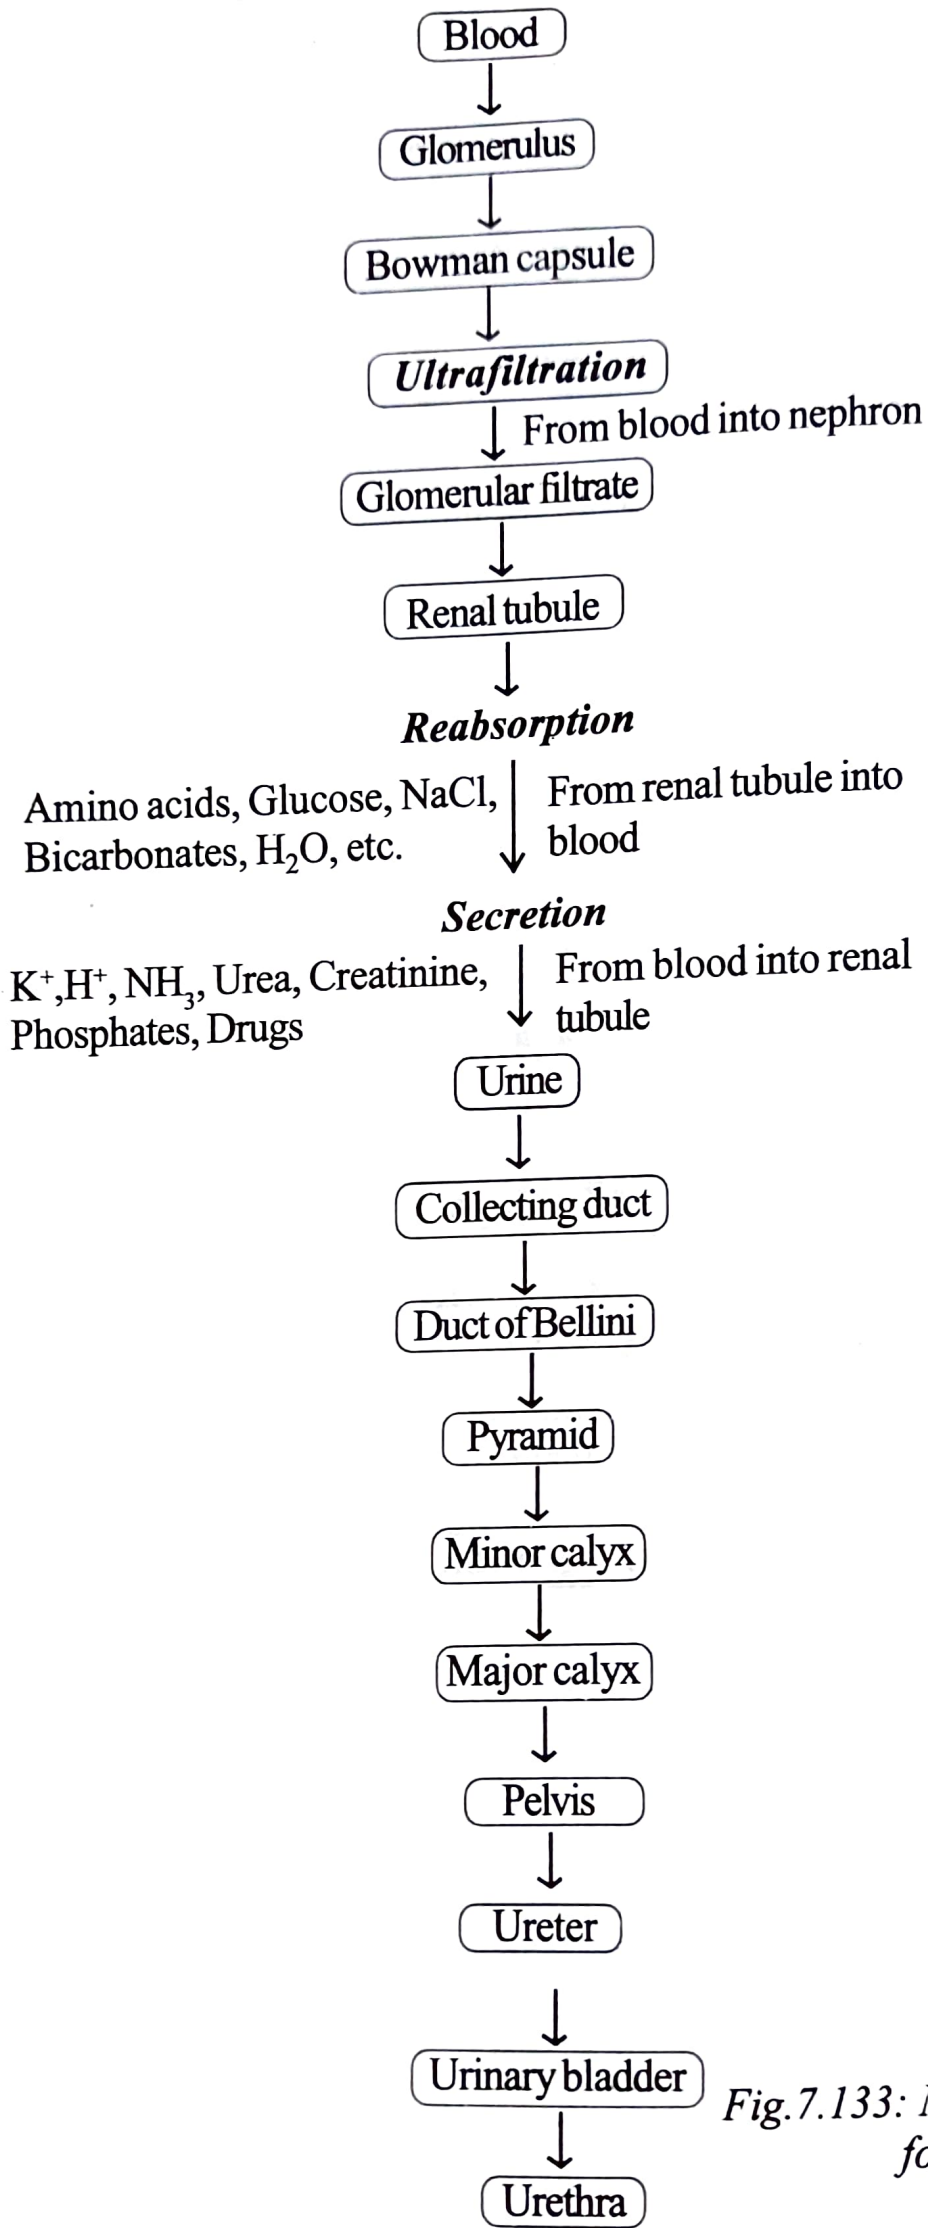 Blood
Glomerulus
Bowman capsule
Ultrafiltration
From blood into nephron
Glomerular filtrate
Renal tubule
Reabsorption
Amino acids, Glucose, NaCl,
Bicarbonates, H₂O, etc.
From renal tubule into
blood
Secretion
K⁺,H⁺, NH₃, Urea, Creatinine,
Phosphates, Drugs
From blood into renal
tubule
Urine
Collecting duct
Duct of Bellini
Pyramid
Minor calyx
Major calyx
Pelvis
Ureter
Urinary bladder
Fig.7.133:
Urethra